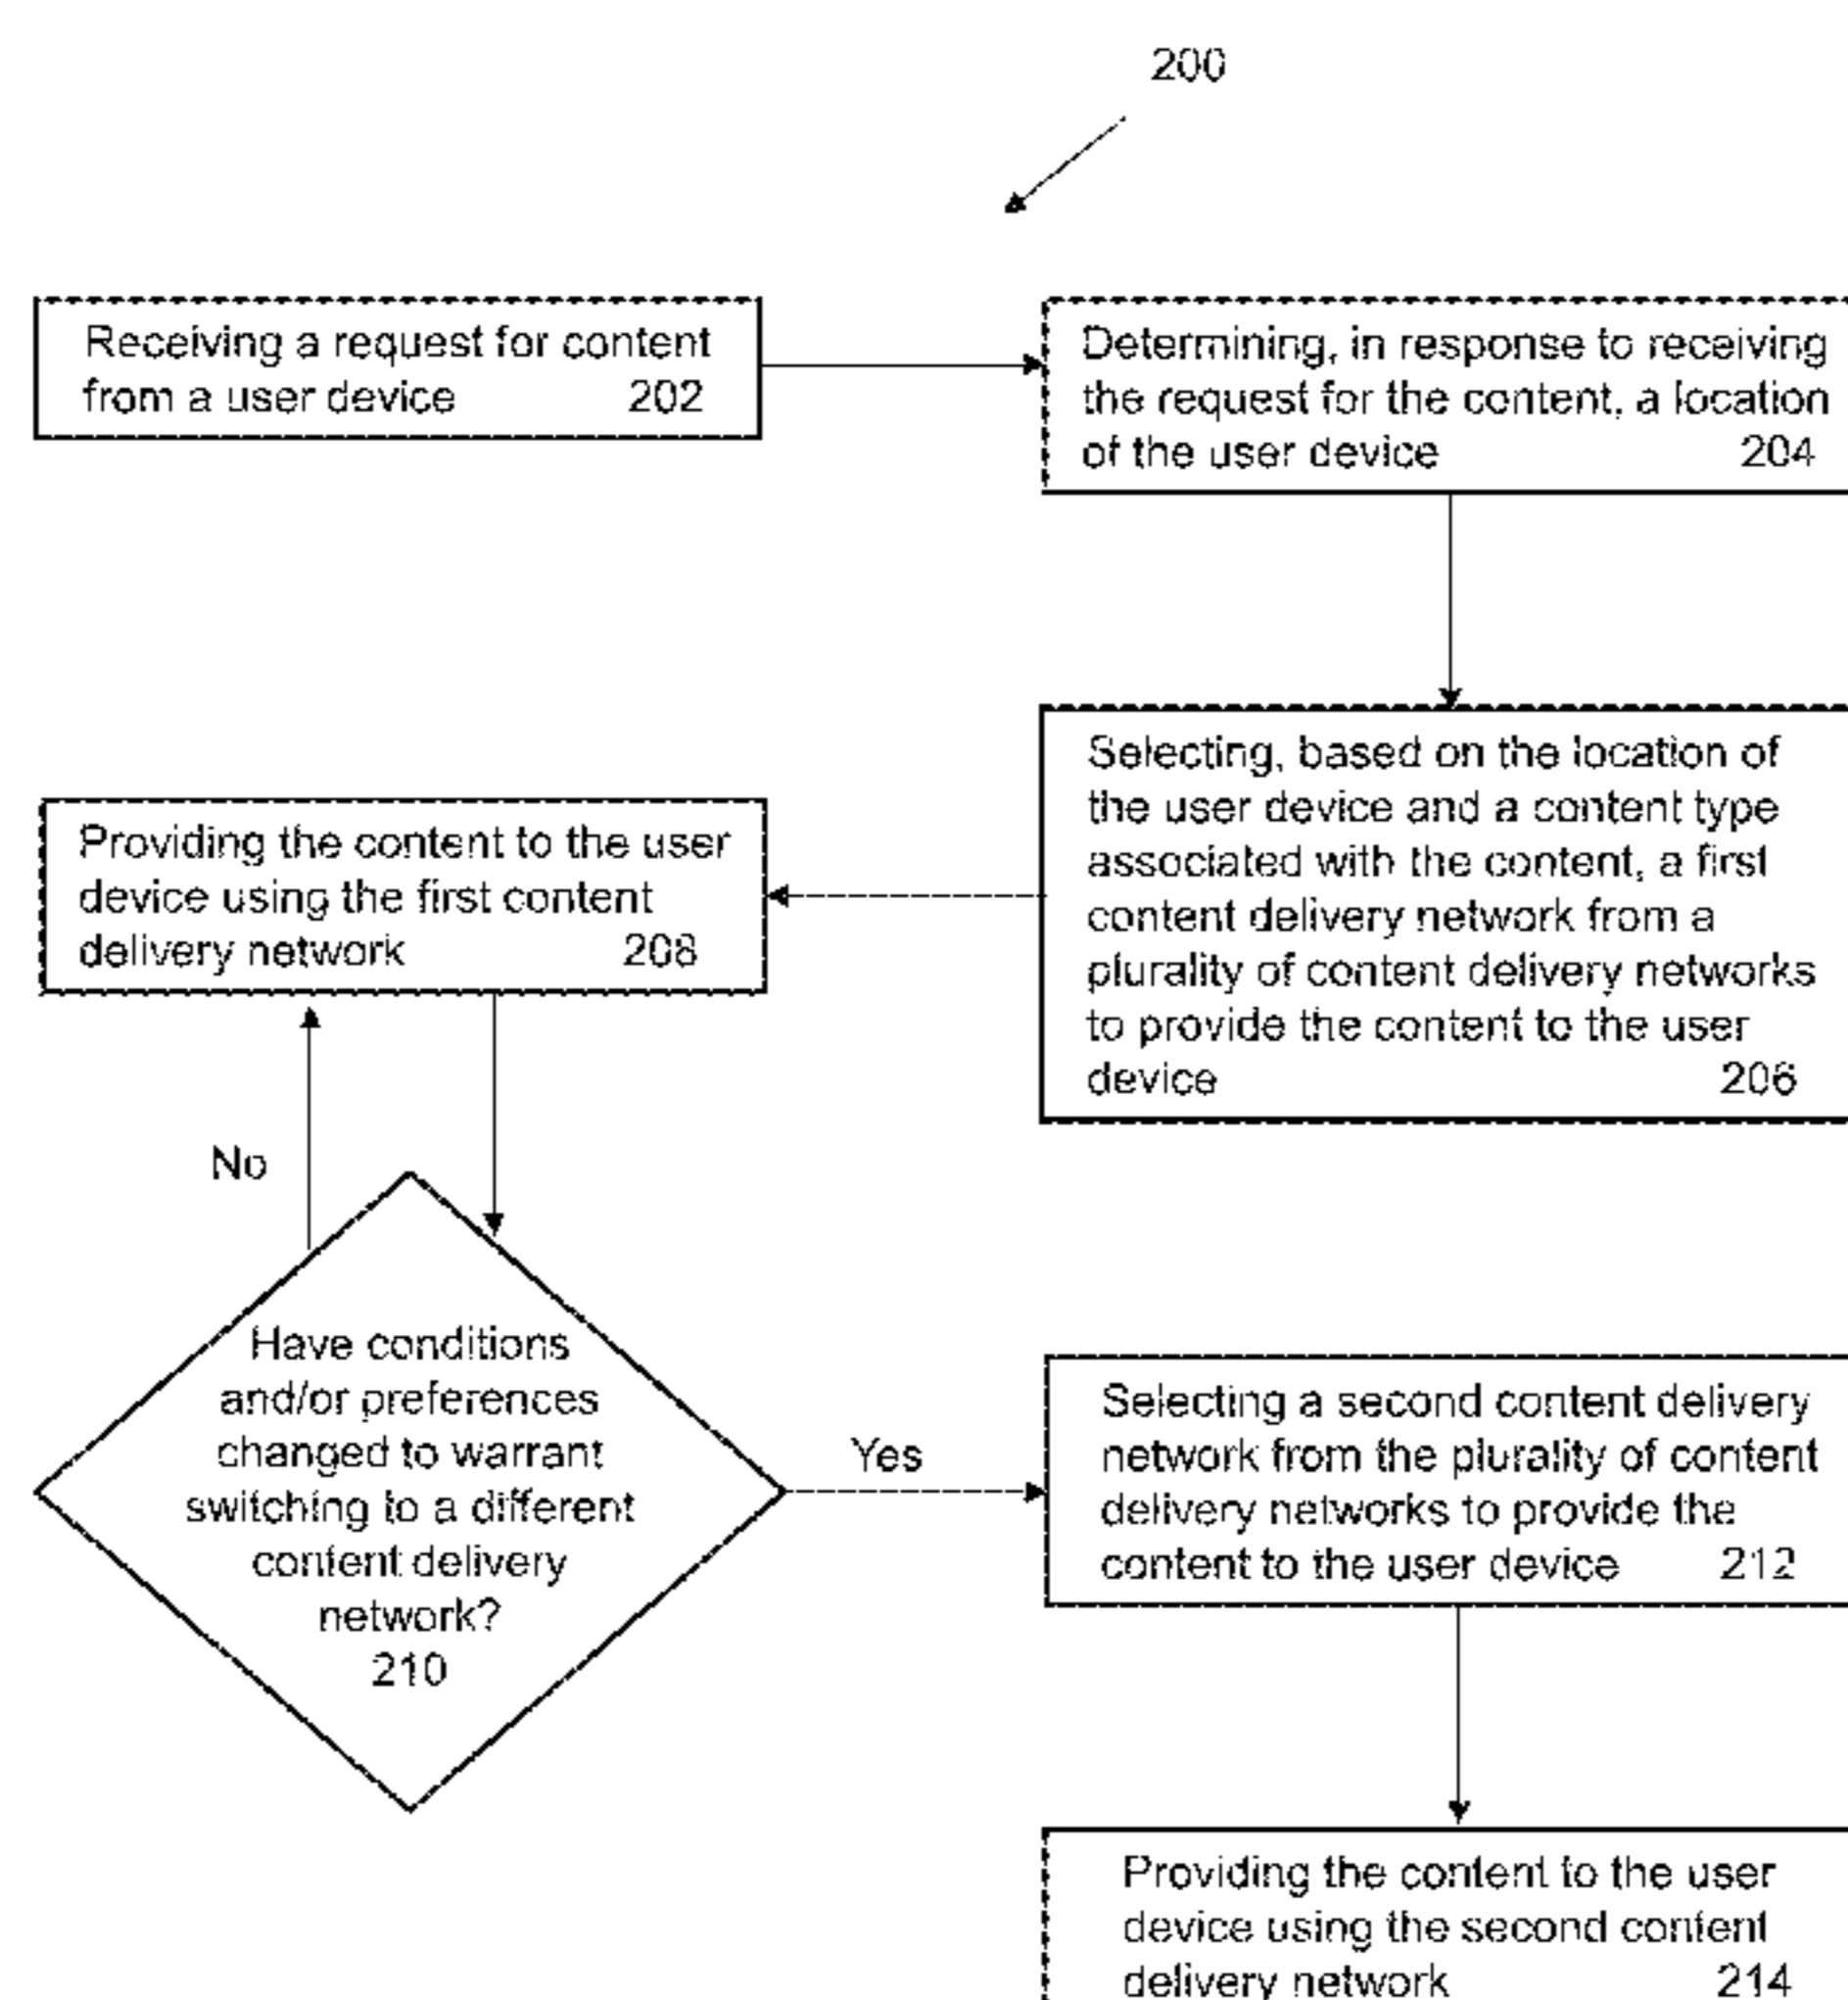 200
Receiving a request for content
from a user device 202
Determining, in response to receiving
the request for the content, a location
of the user device 204
Selecting, based on the location of
the user device and a content type
associated with the content, a first
content delivery network from a
plurality of content delivery networks
to provide the content to the user
device 206
Providing the content to the user
device using the first content
delivery network 208
No
Have conditions
and/or preferences
changed to warrant
switching to a different
content delivery
network?
210
Yes
Selecting a second content delivery
network from the plurality of content
delivery networks to provide the
content to the user device 212
Providing the content to the user
device using the second content
delivery network 214